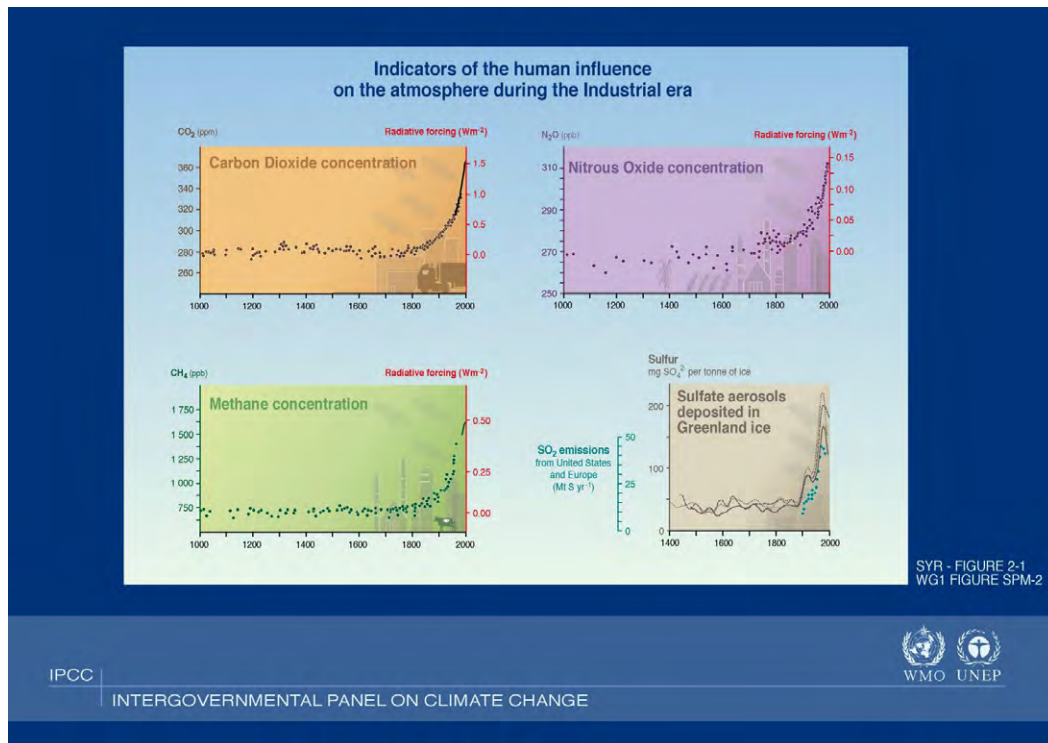 Indicators of the human influence
on the atmosphere during the Industrial era
CO₂ (ppm)
Radiative forcing (Wm⁻²)
Carbon Dioxide concentration
360
340
320
300
280
260
1.5
1.0
0.5
0.0
1000 1200 1400 1600 1800 2000
N₂O (ppb)
Radiative forcing (Wm⁻²)
Nitrous Oxide concentration
310
290
270
250
0.15
0.10
0.05
0.00
1000 1200 1400 1600 1800 2000
CH₄ (ppb)
Radiative forcing (Wm⁻²)
Methane concentration
1 750
1 500
1 250
1 000
750
0.50
0.25
0.00
1000 1200 1400 1600 1800 2000
Sulfur
mg SO₄²⁻ per tonne of ice
Sulfate aerosols
deposited in
Greenland ice
200
100
0
SO₂ emissions
from United States
and Europe
(Mt S yr⁻¹)
50
25
0
1400 1600 1800 2000
SYR - FIGURE 2-1
WG1 FIGURE SPM-2
WMO UNEP
IPCC
INTERGOVERNMENTAL PANEL ON CLIMATE CHANGE